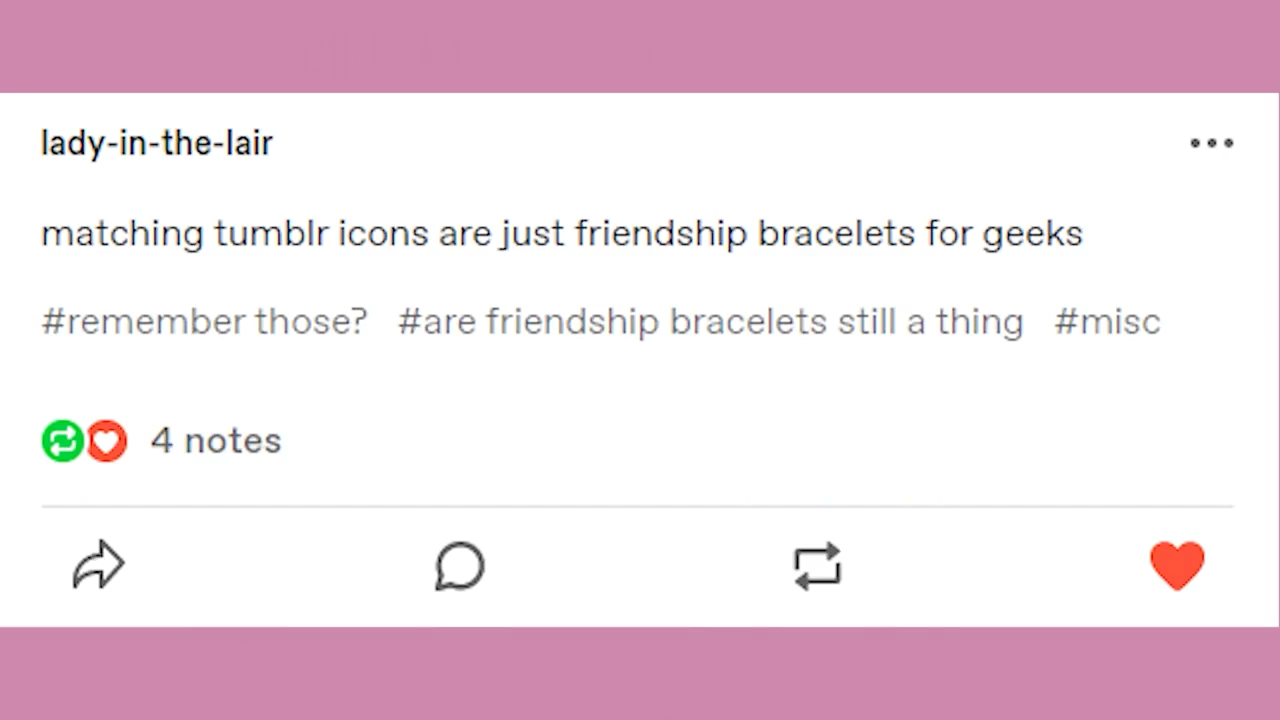 lady-in-the-lair
matching tumblr icons are just friendship bracelets for geeks
#remember those? #are friendship bracelets still a thing #misc
4 notes